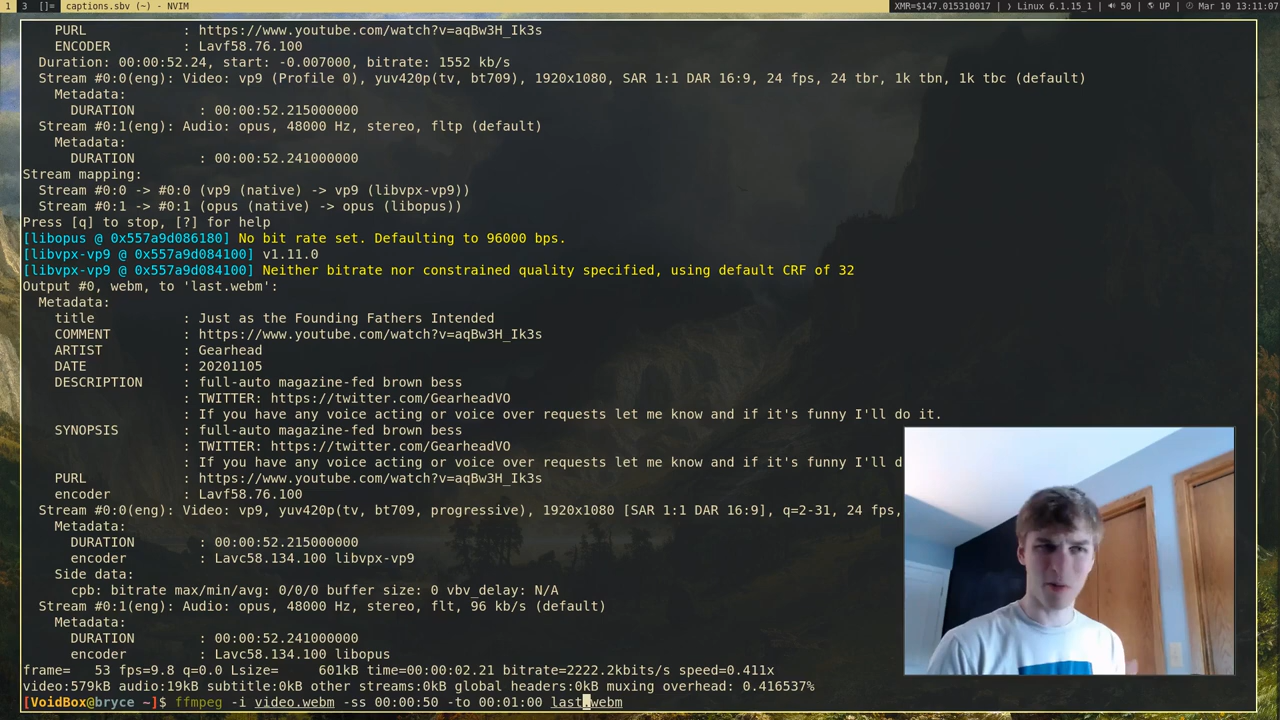 1 3 []= captions.sbv (~) - NVIM XMR=$147.015310017 | Linux 6.1.15_1 | 50 | UP | Mar 10 13:11:07
PURL : https://www.youtube.com/watch?v=aqBw3H_Ik3s
ENCODER : Lavf58.76.100
Duration: 00:00:52.24, start: -0.007000, bitrate: 1552 kb/s
Stream #0:0(eng): Video: vp9 (Profile 0), yuv420p(tv, bt709), 1920x1080, SAR 1:1 DAR 16:9, 24 fps, 24 tbr, 1k tbn, 1k tbc (default)
Metadata:
DURATION : 00:00:52.215000000
Stream #0:1(eng): Audio: opus, 48000 Hz, stereo, fltp (default)
Metadata:
DURATION : 00:00:52.241000000
Stream mapping:
Stream #0:0 -> #0:0 (vp9 (native) -> vp9 (libvpx-vp9))
Stream #0:1 -> #0:1 (opus (native) -> opus (libopus))
Press [q] to stop, [?] for help
[libopus @ 0x557a9d086180] No bit rate set. Defaulting to 96000 bps.
[libvpx-vp9 @ 0x557a9d084100] v1.11.0
[libvpx-vp9 @ 0x557a9d084100] Neither bitrate nor constrained quality specified, using default CRF of 32
Output #0, webm, to 'last.webm':
Metadata:
title : Just as the Founding Fathers Intended
COMMENT : https://www.youtube.com/watch?v=aqBw3H_Ik3s
ARTIST : Gearhead
DATE : 20201105
DESCRIPTION : full-auto magazine-fed brown bess
: TWITTER: https://twitter.com/GearheadVO
: If you have any voice acting or voice over requests let me know and if it's funny I'll do it.
SYNOPSIS : full-auto magazine-fed brown bess
: TWITTER: https://twitter.com/GearheadVO
: If you have any voice acting or voice over requests let me know and if it's funny I'll d
PURL : https://www.youtube.com/watch?v=aqBw3H_Ik3s
encoder : Lavf58.76.100
Stream #0:0(eng): Video: vp9, yuv420p(tv, bt709, progressive), 1920x1080 [SAR 1:1 DAR 16:9], q=2-31, 24 fps,
Metadata:
DURATION : 00:00:52.215000000
encoder : Lavc58.134.100 libvpx-vp9
Side data:
cpb: bitrate max/min/avg: 0/0/0 buffer size: 0 vbv_delay: N/A
Stream #0:1(eng): Audio: opus, 48000 Hz, stereo, flt, 96 kb/s (default)
Metadata:
DURATION : 00:00:52.241000000
encoder : Lavc58.134.100 libopus
frame= 53 fps=9.8 q=0.0 Lsize= 601kB time=00:00:02.21 bitrate=2222.2kbits/s speed=0.411x
video:579kB audio:19kB subtitle:0kB other streams:0kB global headers:0kB muxing overhead: 0.416537%
[VoidBox@bryce ~]$ ffmpeg -i video.webm -ss 00:00:50 -to 00:01:00 last.webm